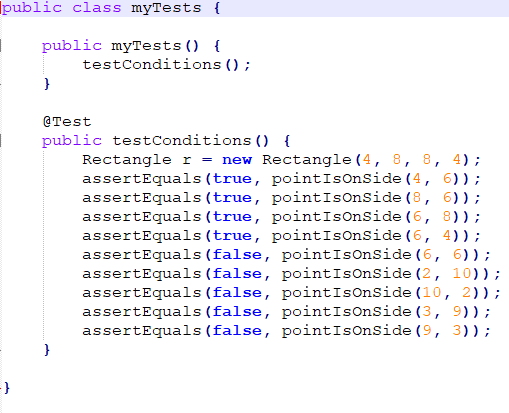 public class myTests {
public myTests() {
testConditions();
}
@Test
public testConditions() {
Rectangle r = new Rectangle(4, 8, 8, 4);
assertEquals(true, pointIsOnSide(4, 6));
assertEquals(true, pointIsOnSide(8, 6));
assertEquals(true, pointIsOnSide(6, 8));
assertEquals(true, pointIsOnSide(6, 4));
assertEquals(false, pointIsOnSide(6, 6));
assertEquals(false, pointIsOnSide(2, 10));
assertEquals(false, pointIsOnSide(10, 2));
assertEquals(false, pointIsOnSide(3, 9));
assertEquals(false, pointIsOnSide(9, 3));
}
}